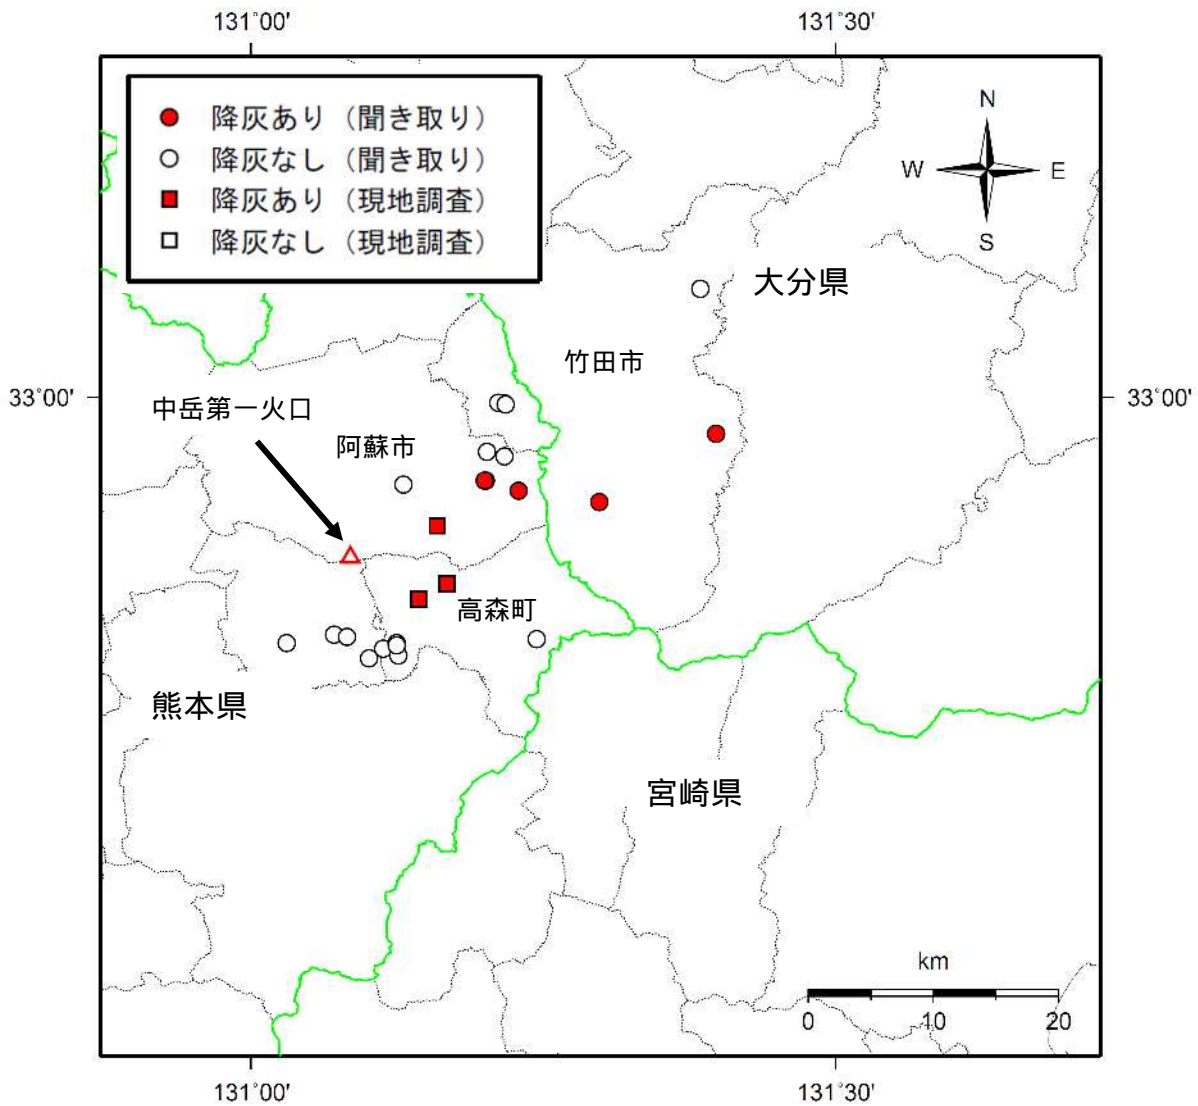 131°00'
131°30'
降灰あり（聞き取り）
降灰なし（聞き取り）
降灰あり（現地調査）
降灰なし（現地調査）
N
W
E
S
大分県
竹田市
33°00'
33°00'
中岳第一火口
阿蘇市
高森町
熊本県
宮崎県
km
0
10
20
131°00'
131°30'